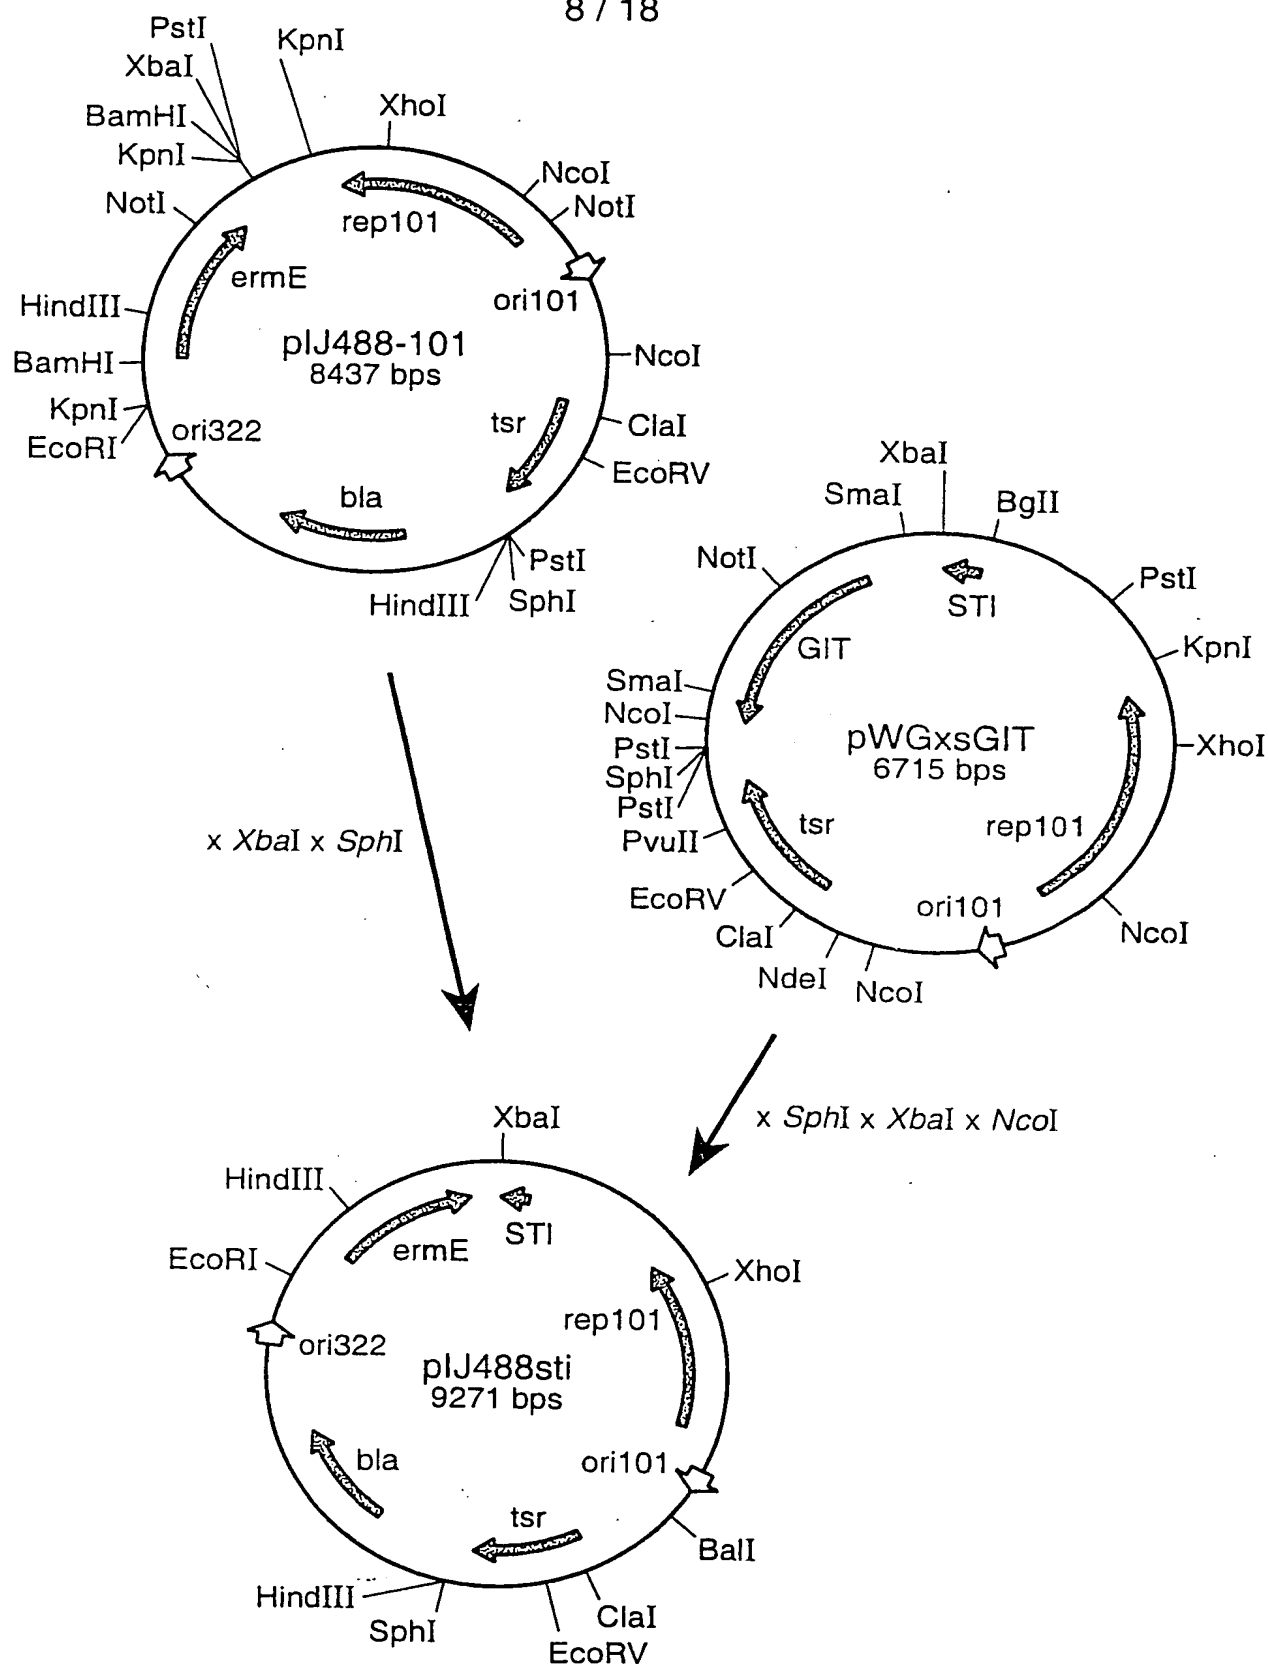 8 / 18
PstI
KpnI
XbaI
XhoI
BamHI
KpnI
NcoI
NotI
NotI
rep101
ermE
ori101
HindIII
pIJ488-101
8437 bps
NcoI
BamHI
KpnI
tsr
ClaI
EcoRI
ori322
EcoRV
bla
PstI
HindIII
SphI
XbaI
SmaI
BglI
NotI
PstI
STI
GIT
KpnI
SmaI
NcoI
pWGxsGIT
6715 bps
XhoI
PstI
SphI
PstI
tsr
rep101
PvuII
EcoRV
ori101
ClaI
NcoI
NdeI
NcoI
x XbaI x SphI
x SphI x XbaI x NcoI
XbaI
HindIII
STI
ermE
EcoRI
XhoI
rep101
ori322
pIJ488sti
9271 bps
bla
ori101
tsr
BalI
HindIII
SphI
ClaI
EcoRV